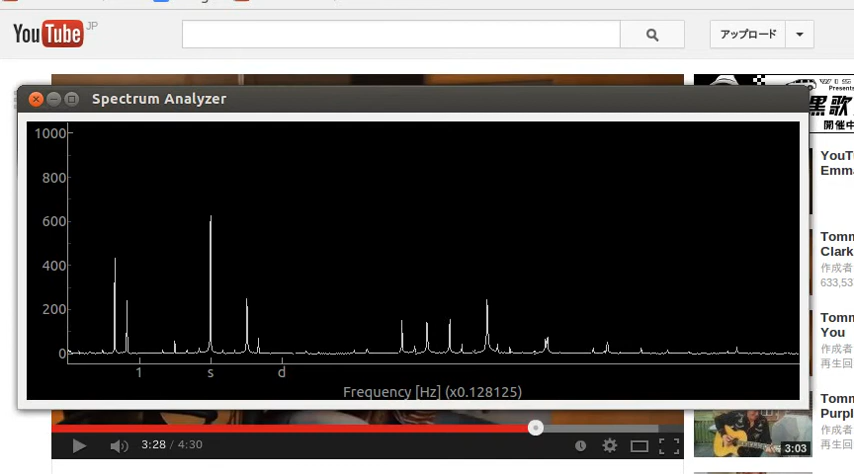 YouTube JP
アップロード
Spectrum Analyzer
Presents
黒歌
開催中
1000
800
600
400
200
0
1 s d
Frequency [Hz] (x0.128125)
YouT
Emma
Tomm
Clark
作成者
633,53
Tomm
You
作成者
再生回
Tomm
Purpl
作成者
再生回
3:03
3:28 / 4:30